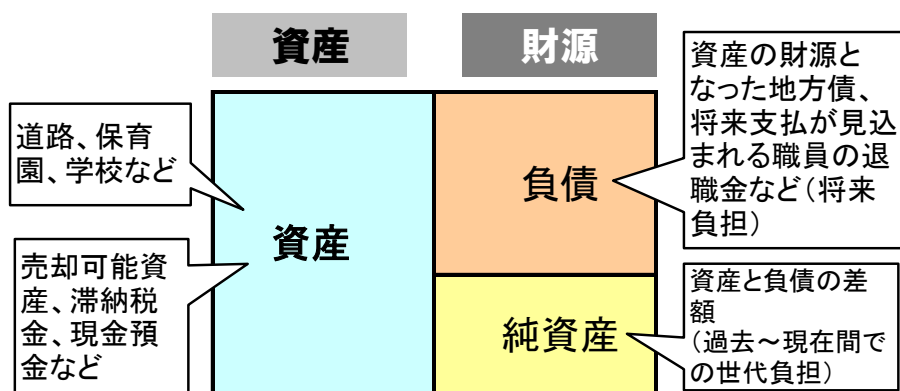 資産
財源
道路、保育
園、学校など
売却可能資
産、滞納税
金、現金預
金など
資産
負債
純資産
資産の財源と
なった地方債、
将来支払が見込
まれる職員の退
職金など（将来
負担）
資産と負債の差
額
（過去～現在間で
の世代負担）